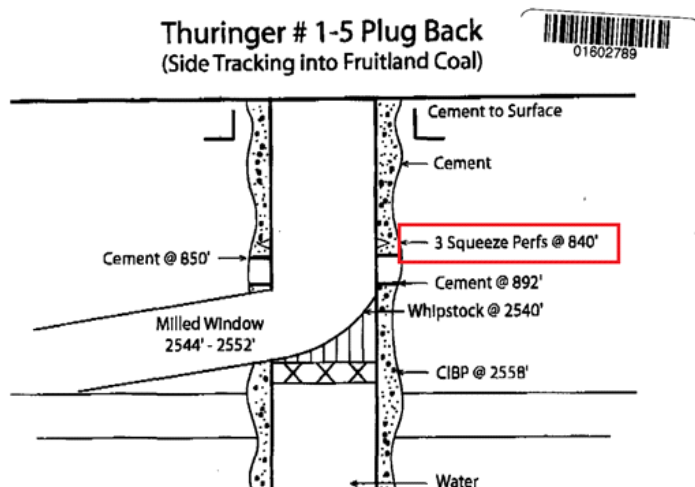 Thuringer # 1-5 Plug Back
(Side Tracking into Fruitland Coal)
01602789
Cement to Surface
Cement
3 Squeeze Perfs @ 840'
Cement @ 850'
Cement @ 892'
Whipstock @ 2540'
Milled Window
2544' - 2552'
CIBP @ 2558'
Water